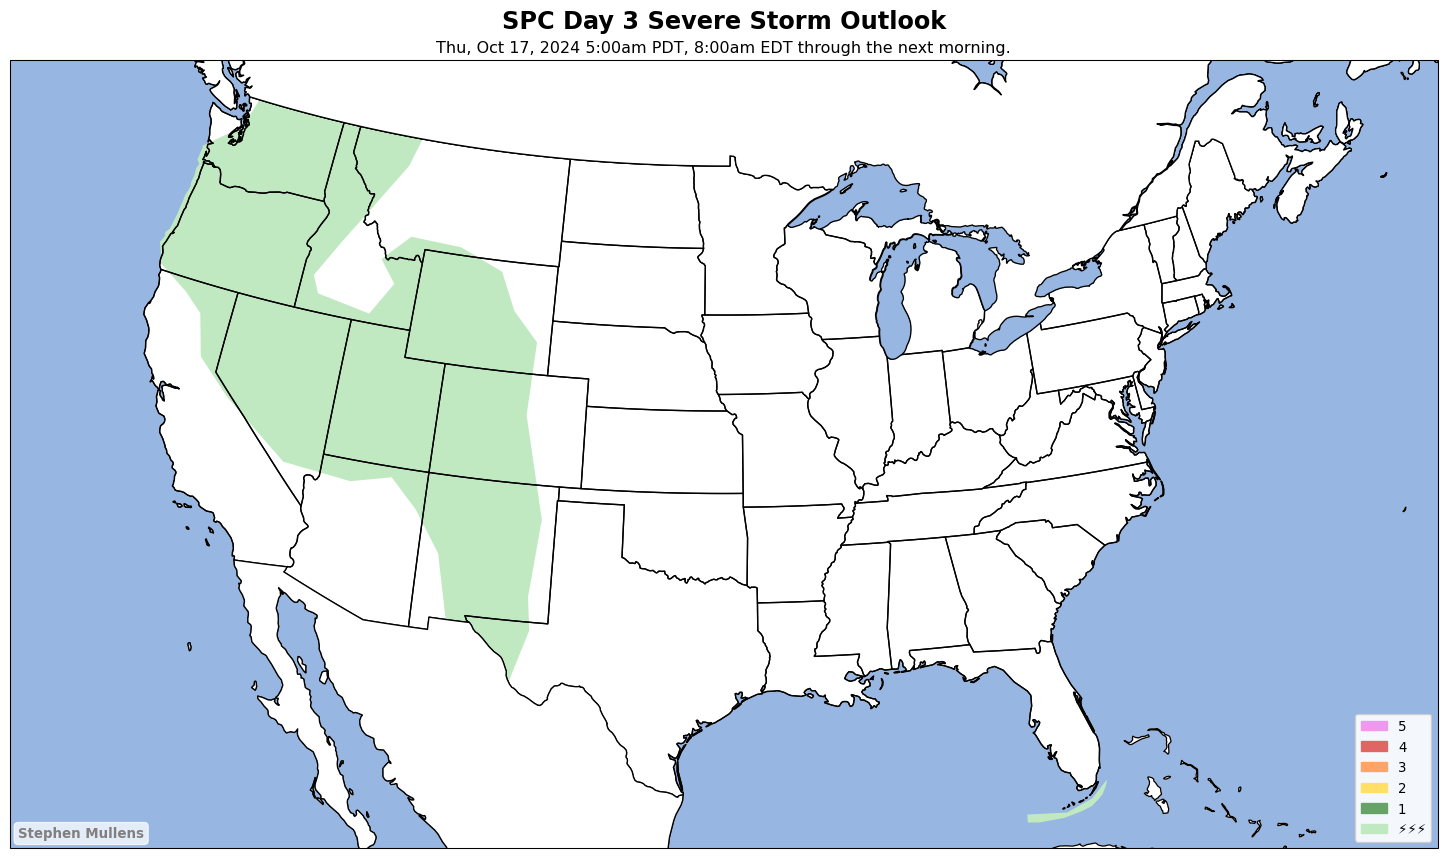 SPC Day 3 Severe Storm Outlook
Thu, Oct 17, 2024 5:00am PDT, 8:00am EDT through the next morning.
5
4
3
2
1
⚡⚡⚡
Stephen Mullens